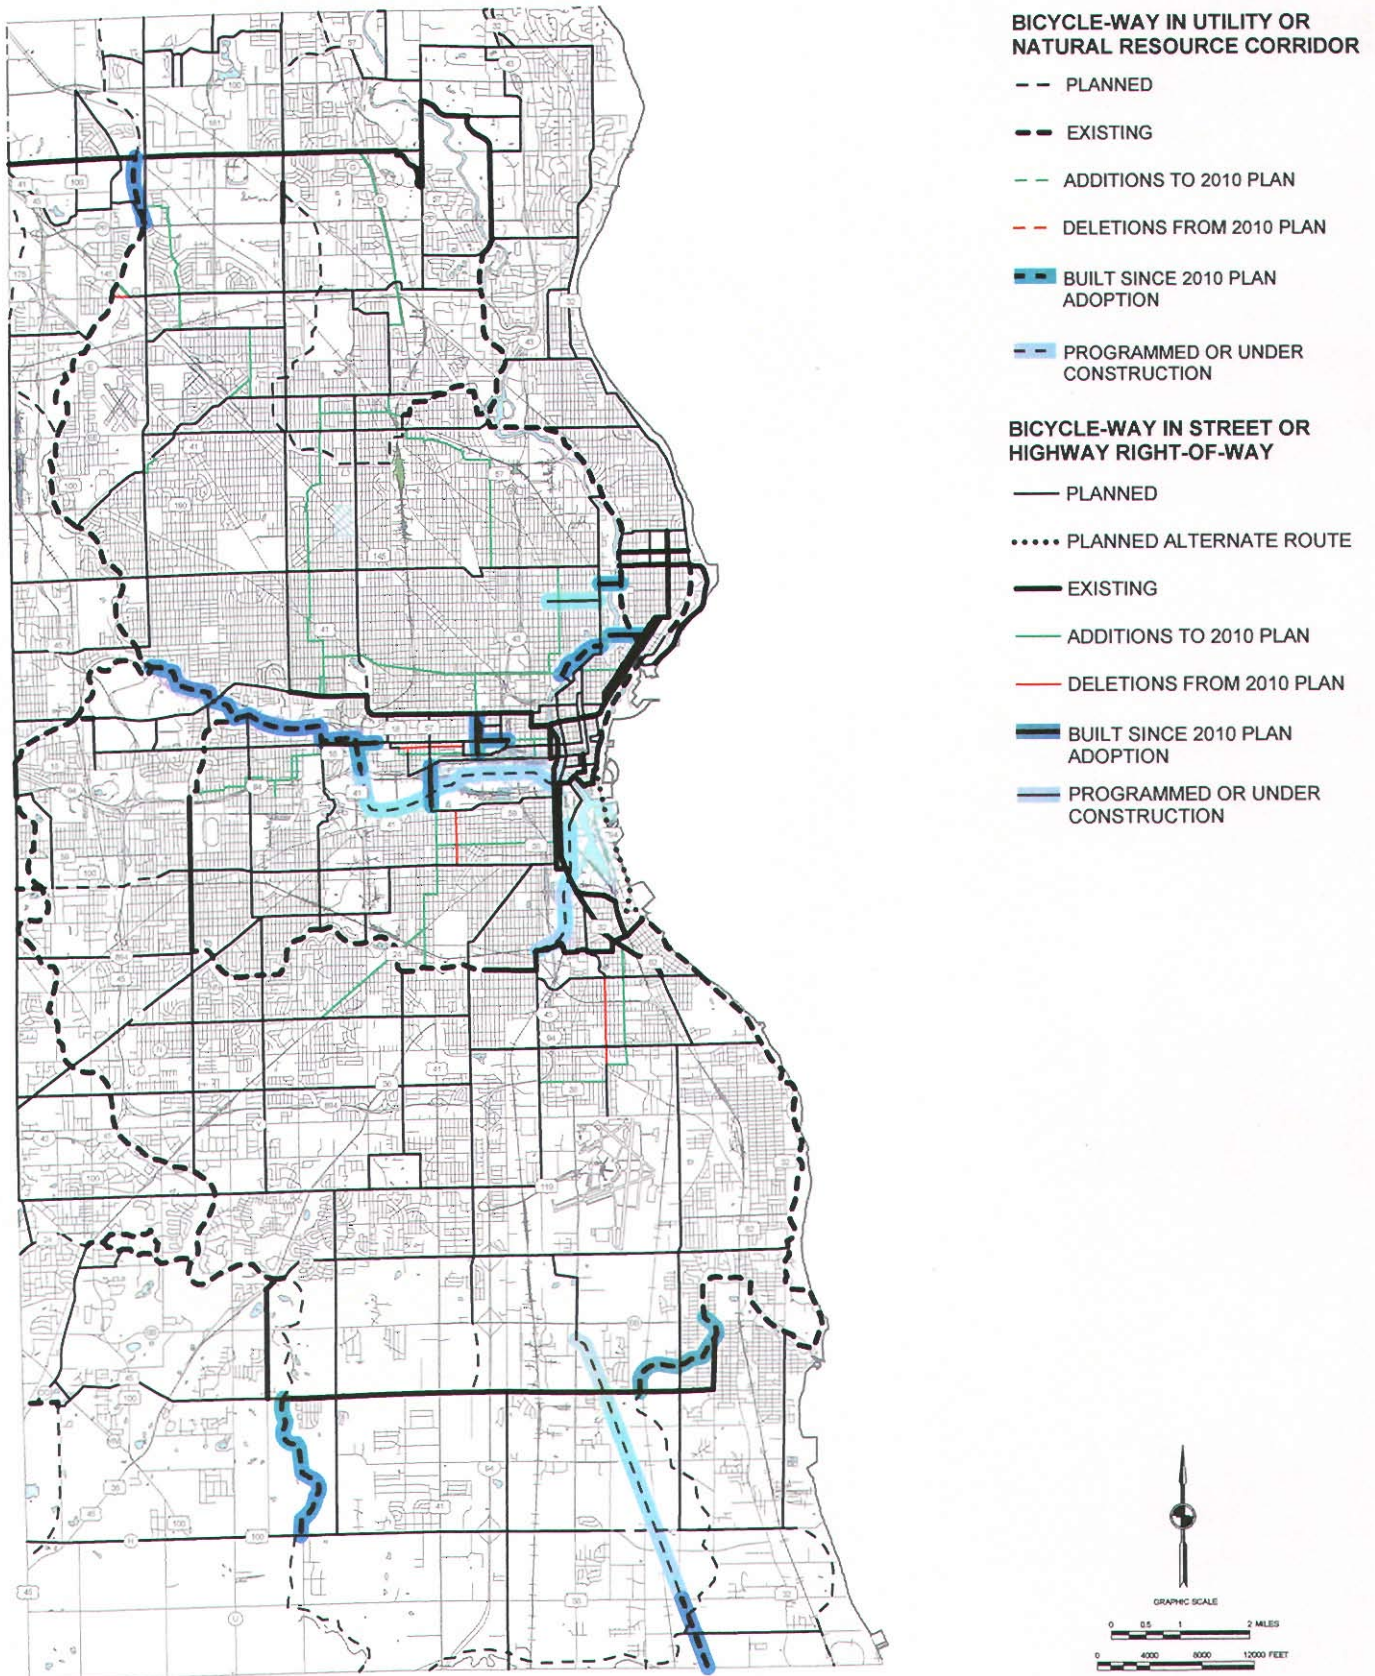 BICYCLE-WAY IN UTILITY OR
NATURAL RESOURCE CORRIDOR
PLANNED
EXISTING
ADDITIONS TO 2010 PLAN
DELETIONS FROM 2010 PLAN
BUILT SINCE 2010 PLAN
ADOPTION
PROGRAMMED OR UNDER
CONSTRUCTION
BICYCLE-WAY IN STREET OR
HIGHWAY RIGHT-OF-WAY
PLANNED
PLANNED ALTERNATE ROUTE
EXISTING
ADDITIONS TO 2010 PLAN
DELETIONS FROM 2010 PLAN
BUILT SINCE 2010 PLAN
ADOPTION
PROGRAMMED OR UNDER
CONSTRUCTION
GRAPHIC SCALE
0 0.5 1 2 MILES
0 4000 8000 12000 FEET